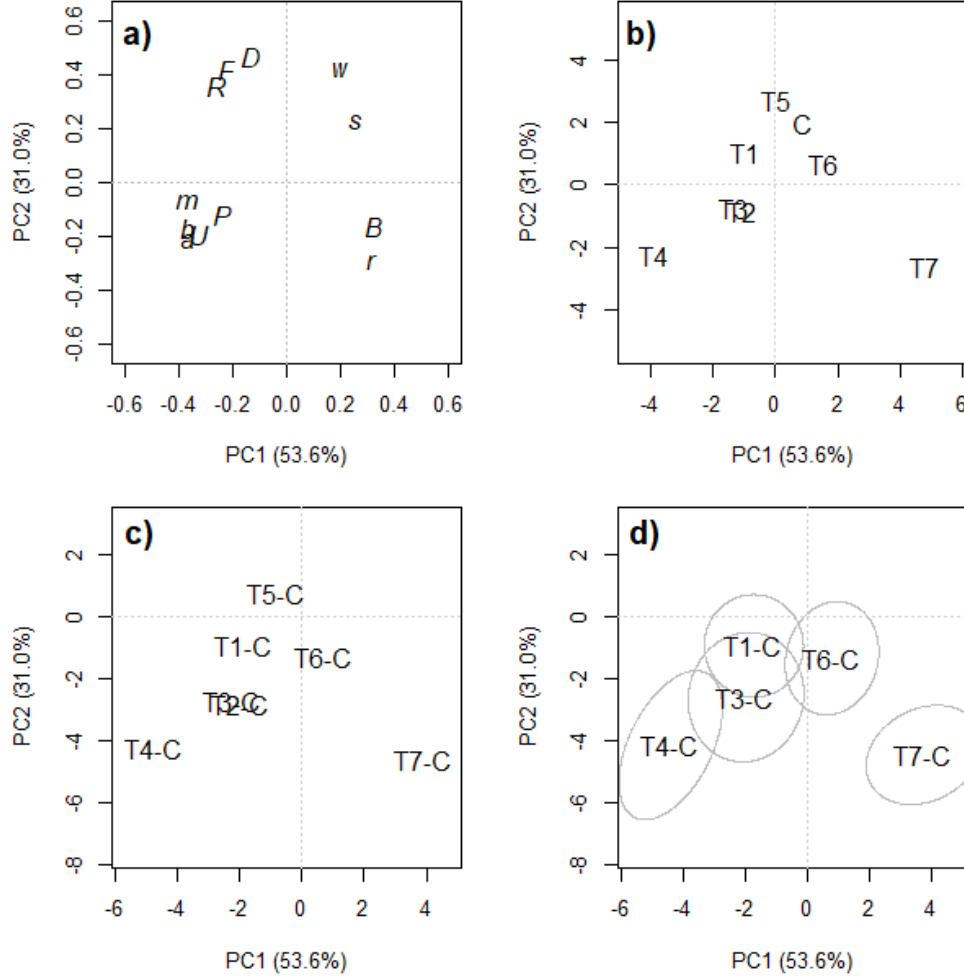 a)
PC2 (31.0%)
0.6
0.4
0.2
0.0
-0.2
-0.4
-0.6
D
F
R
w
s
m
b
a
U
P
B
r
-0.6 -0.4 -0.2 0.0 0.2 0.4 0.6
PC1 (53.6%)
b)
PC2 (31.0%)
4
2
0
-2
-4
T5
C
T1
T6
T3
T2
T4
T7
-4 -2 0 2 4 6
PC1 (53.6%)
c)
PC2 (31.0%)
2
0
-2
-4
-6
-8
T5-C
T1-C
T6-C
T3-C
T2-C
T4-C
T7-C
-6 -4 -2 0 2 4
PC1 (53.6%)
d)
PC2 (31.0%)
2
0
-2
-4
-6
-8
T1-C
T6-C
T3-C
T4-C
T7-C
-6 -4 -2 0 2 4
PC1 (53.6%)